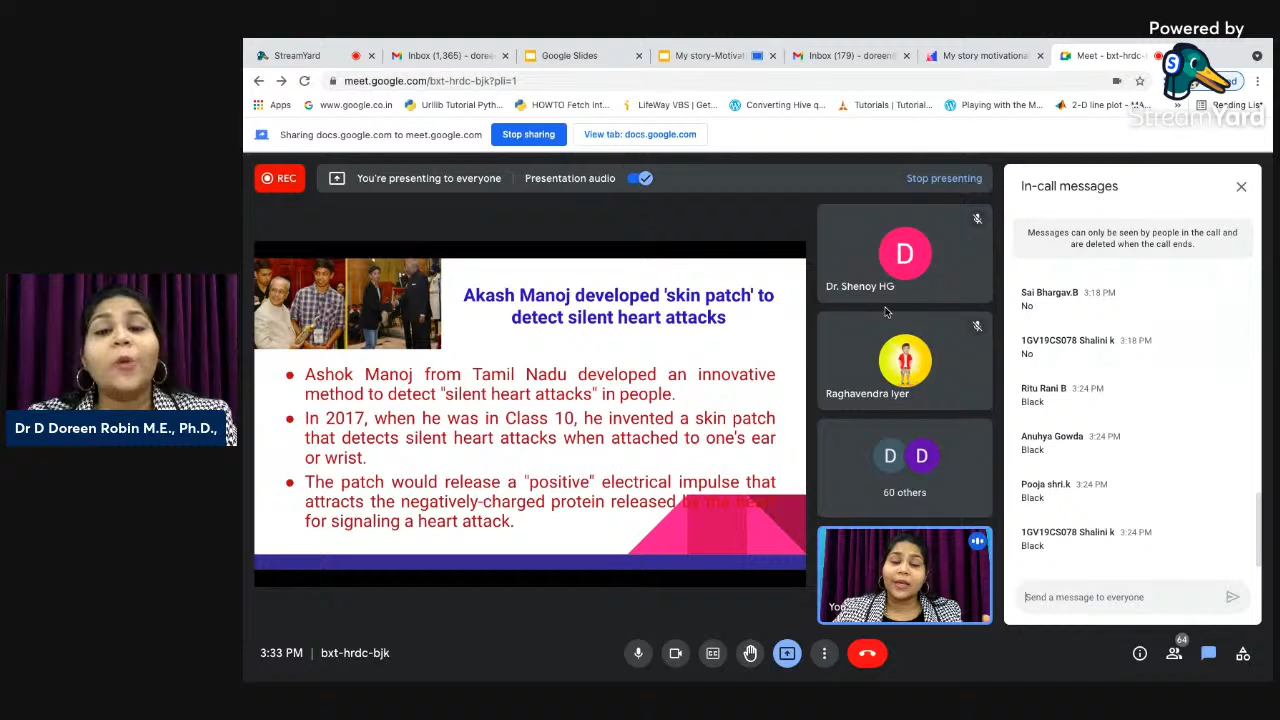 Powered by
StreamYard
StreamYard
Inbox (1,365) - doree
Google Slides
My story-Motivat
Inbox (179) - doreen@
My story motivational
Meet - bxt-hrdc-
meet.google.com/bxt-hrdc-bjk?pli=1
Apps
www.google.co.in
Urllib Tutorial Pyth...
HOWTO Fetch Int...
LifeWay VBS | Get...
Converting Hive q...
Tutorials | Tutorial...
Playing with the M...
2-D line plot - MA...
»
Reading List
Sharing docs.google.com to meet.google.com
Stop sharing
View tab: docs.google.com
REC
You're presenting to everyone
Presentation audio
Stop presenting
Akash Manoj developed 'skin patch' to
detect silent heart attacks
● Ashok Manoj from Tamil Nadu developed an innovative
method to detect "silent heart attacks" in people.
● In 2017, when he was in Class 10, he invented a skin patch
that detects silent heart attacks when attached to one's ear
or wrist.
● The patch would release a "positive" electrical impulse that
attracts the negatively-charged protein released
for signaling a heart attack.
Dr D Doreen Robin M.E., Ph.D.,
D
Dr. Shenoy HG
Raghavendra Iyer
D D
60 others
You
In-call messages
Messages can only be seen by people in the call and
are deleted when the call ends.
Sai Bhargav.B 3:18 PM
No
1GV19CS078 Shalini k 3:18 PM
No
Ritu Rani B 3:24 PM
Black
Anuhya Gowda 3:24 PM
Black
Pooja shri.k 3:24 PM
Black
1GV19CS078 Shalini k 3:24 PM
Black
Send a message to everyone
3:33 PM | bxt-hrdc-bjk
64